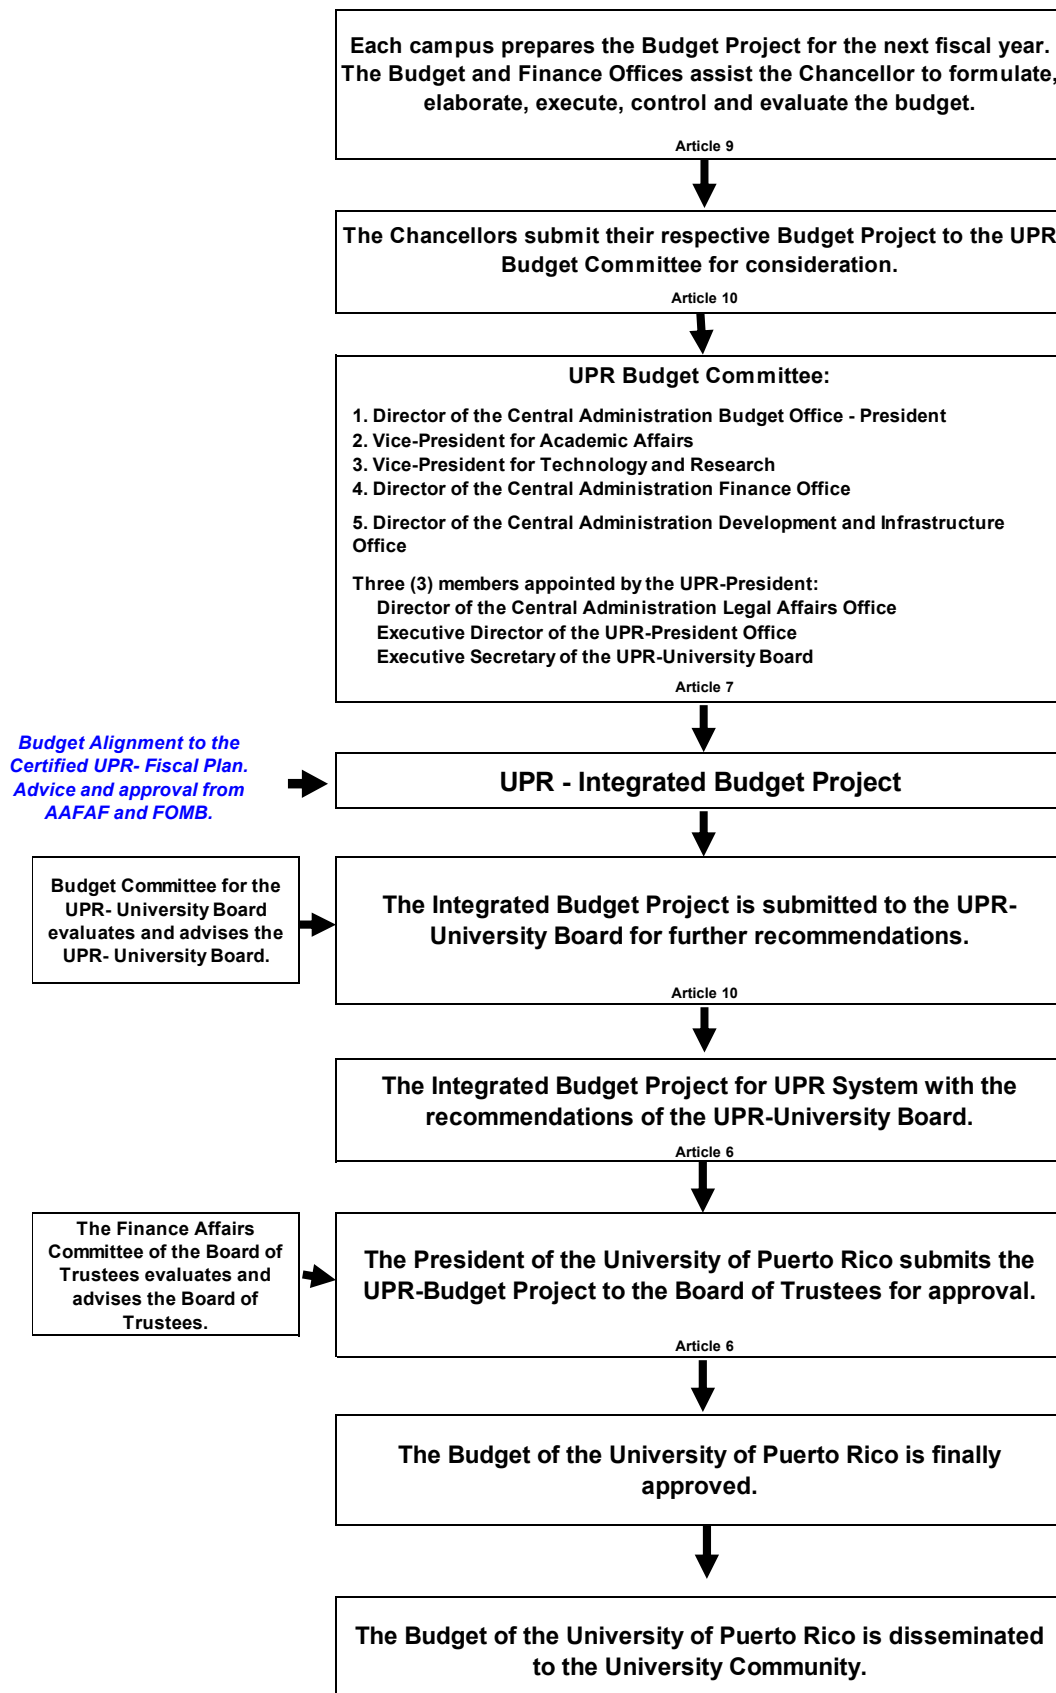 Each campus prepares the Budget Project for the next fiscal year.
The Budget and Finance Offices assist the Chancellor to formulate,
elaborate, execute, control and evaluate the budget.
Article 9
The Chancellors submit their respective Budget Project to the UPR
Budget Committee for consideration.
Article 10
UPR Budget Committee:
1. Director of the Central Administration Budget Office - President
2. Vice-President for Academic Affairs
3. Vice-President for Technology and Research
4. Director of the Central Administration Finance Office
5. Director of the Central Administration Development and Infrastructure
Office
Three (3) members appointed by the UPR-President:
Director of the Central Administration Legal Affairs Office
Executive Director of the UPR-President Office
Executive Secretary of the UPR-University Board
Article 7
Budget Alignment to the
Certified UPR- Fiscal Plan.
Advice and approval from
AAFAF and FOMB.
UPR - Integrated Budget Project
Budget Committee for the
UPR- University Board
evaluates and advises the
UPR- University Board.
The Integrated Budget Project is submitted to the UPR-
University Board for further recommendations.
Article 10
The Integrated Budget Project for UPR System with the
recommendations of the UPR-University Board.
Article 6
The Finance Affairs
Committee of the Board of
Trustees evaluates and
advises the Board of
Trustees.
The President of the University of Puerto Rico submits the
UPR-Budget Project to the Board of Trustees for approval.
Article 6
The Budget of the University of Puerto Rico is finally
approved.
The Budget of the University of Puerto Rico is disseminated
to the University Community.